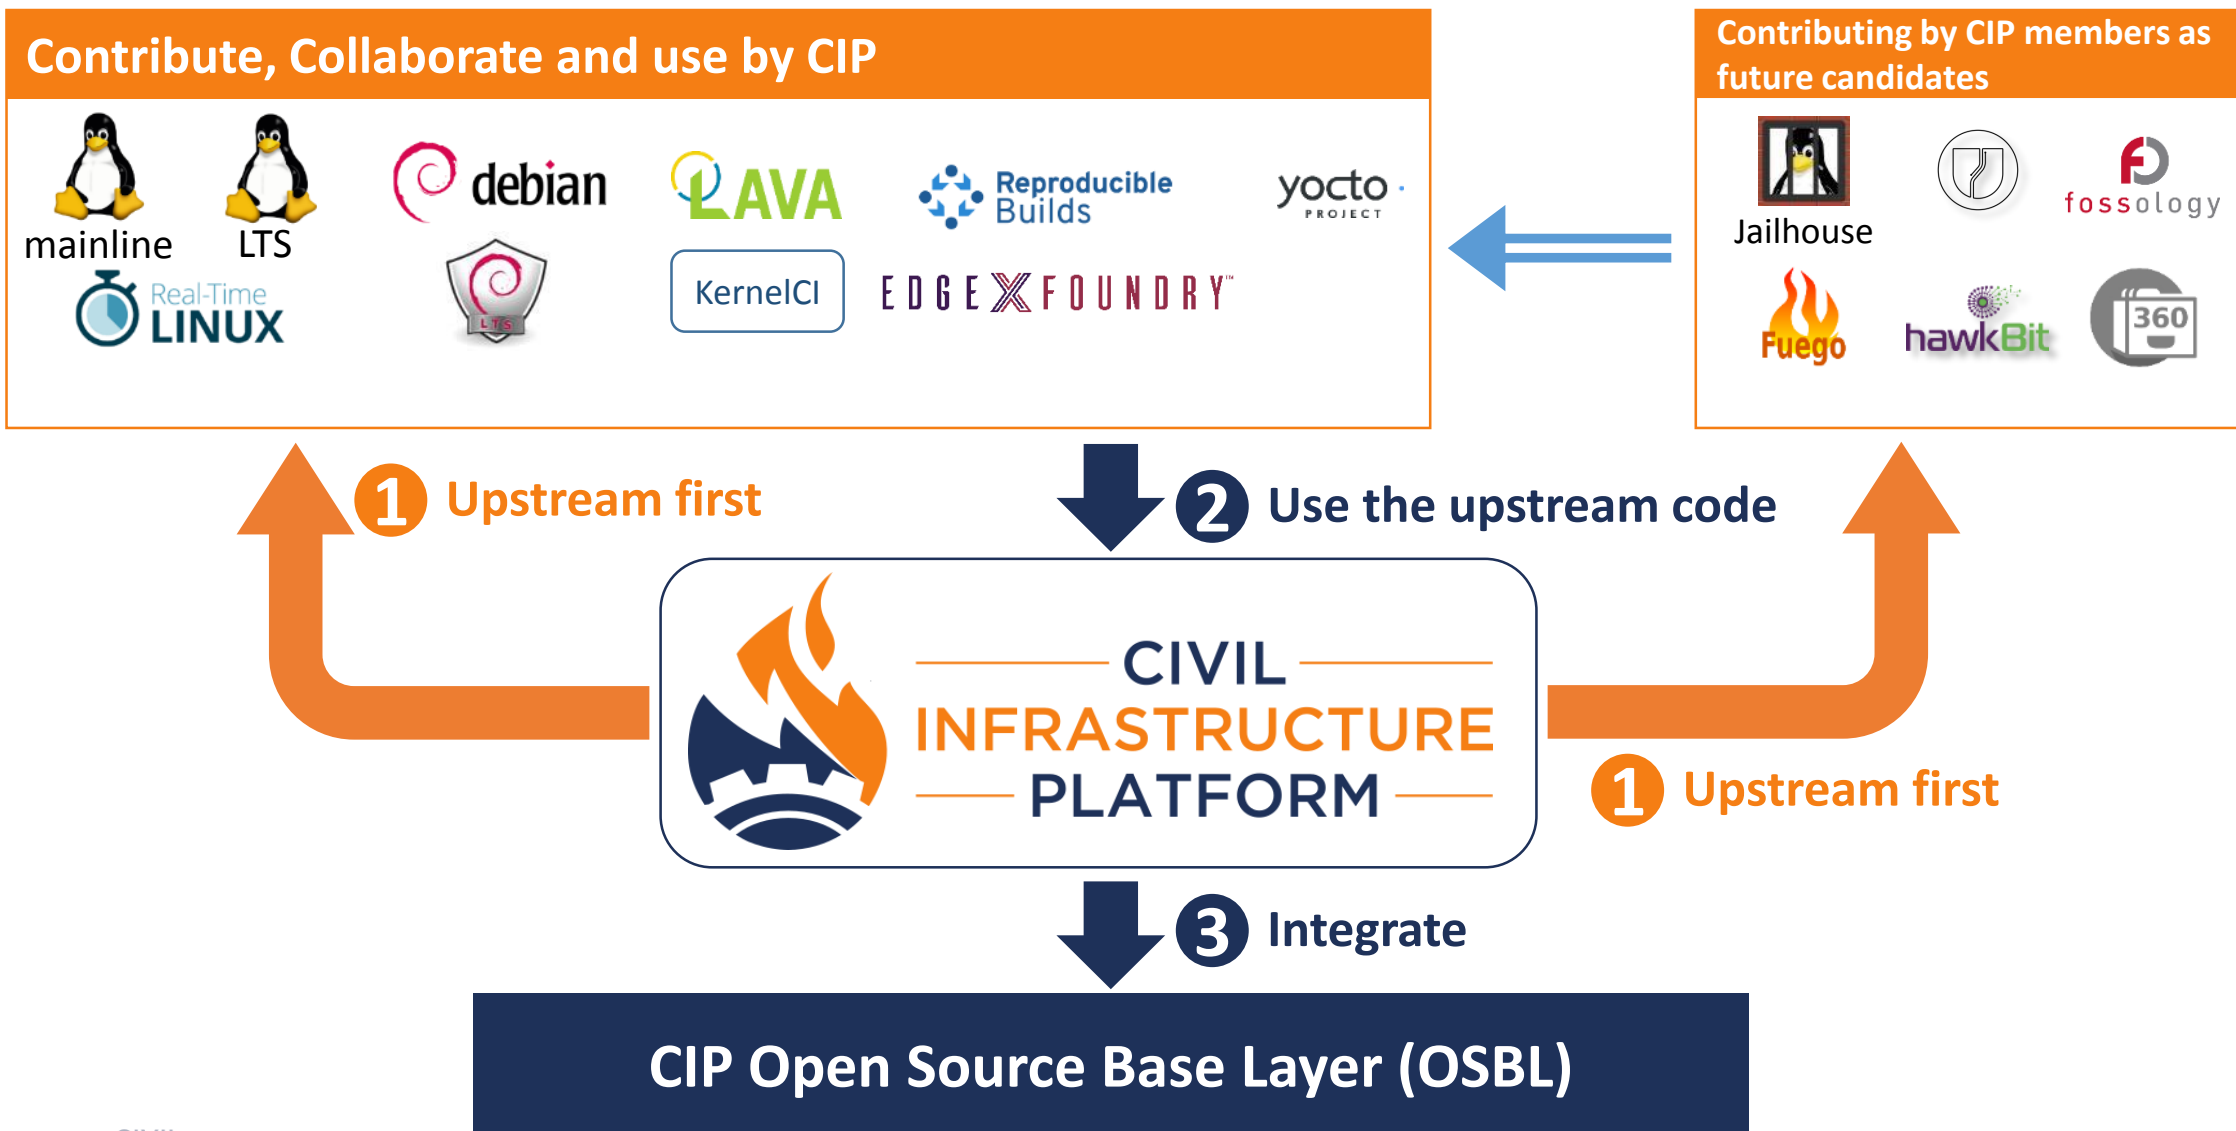 Contribute, Collaborate and use by CIP
mainline
LTS
debian
LAVA
Reproducible
Builds
yocto
PROJECT
Real-Time
LINUX
LTS
KernelCI
EDGEXFOUNDRY™
Contributing by CIP members as
future candidates
Jailhouse
fossology
Fuego
hawkBit
360
1 Upstream first
2 Use the upstream code
CIVIL
INFRASTRUCTURE
PLATFORM
1 Upstream first
3 Integrate
CIP Open Source Base Layer (OSBL)